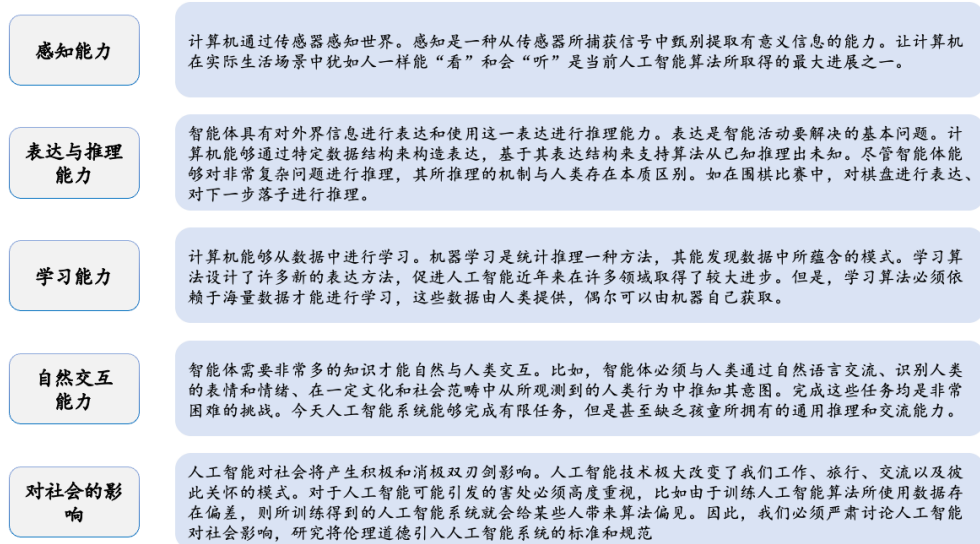 感知能力
计算机通过传感器感知世界。感知是一种从传感器所捕获信号中甄别提取有意义信息的能力。让计算机
在实际生活场景中犹如人一样能“看”和会“听”是当前人工智能算法所取得的最大进展之一。
表达与推理
能力
智能体具有对外界信息进行表达和使用这一表达进行推理能力。表达是智能活动要解决的基本问题。计
算机能够通过特定数据结构来构造表达，基于其表达结构来支持算法从已知推理出未知。尽管智能体能
够对非常复杂问题进行推理，其所推理的机制与人类存在本质区别。如在围棋比赛中，对棋盘进行表达、
对下一步落子进行推理。
学习能力
计算机能够从数据中进行学习。机器学习是统计推理一种方法，其能发现数据中所蕴含的模式。学习算
法设计了许多新的表达方法，促进人工智能近年来在许多领域取得了较大进步。但是，学习算法必须依
赖于海量数据才能进行学习，这些数据由人类提供，偶尔可以由机器自己获取。
自然交互
能力
智能体需要非常多的知识才能自然与人类交互。比如，智能体必须与人类通过自然语言交流、识别人类
的表情和情绪、在一定文化和社会范畴中从所观测到的人类行为中推知其意图。完成这些任务均是非常
困难的挑战。今天人工智能系统能够完成有限任务，但是甚至缺乏孩童所拥有的通用推理和交流能力。
对社会的影
响
人工智能对社会将产生积极和消极双刃剑影响。人工智能技术极大改变了我们工作、旅行、交流以及彼
此关怀的模式。对于人工智能可能引发的害处必须高度重视，比如由于训练人工智能算法所使用数据存
在偏差，则所训练得到的人工智能系统就会给某些人带来算法偏见。因此，我们必须严肃讨论人工智能
对社会影响，研究将伦理道德引入人工智能系统的标准和规范